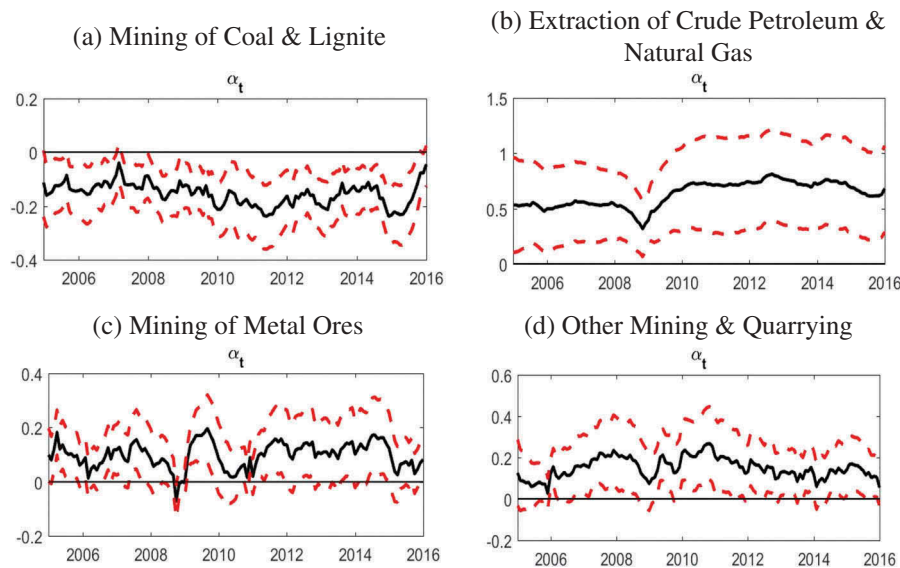 (a) Mining of Coal & Lignite
(b) Extraction of Crude Petroleum &
Natural Gas
αt
0.2
0
-0.2
-0.4
2006 2008 2010 2012 2014 2016
αt
1.5
1
0.5
0
2006 2008 2010 2012 2014 2016
(c) Mining of Metal Ores
(d) Other Mining & Quarrying
αt
0.4
0.2
0
-0.2
2006 2008 2010 2012 2014 2016
αt
0.6
0.4
0.2
0
-0.2
2006 2008 2010 2012 2014 2016